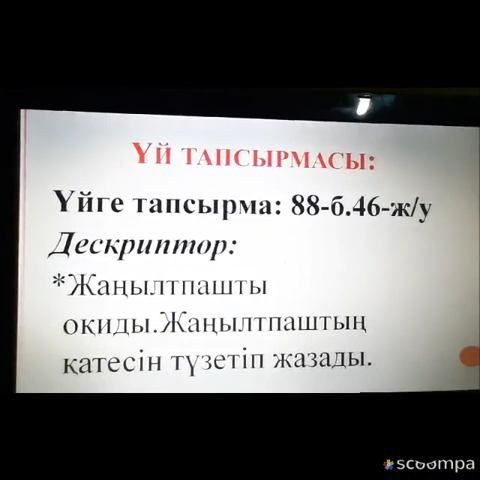 Үй тапсырмасы:
Үйге тапсырма: 88-б.46-ж/у
Дескриптор:
*Жаңылтпашты
оқиды.Жаңылтпаштың
қатесін түзетіп жазады.
scoompa